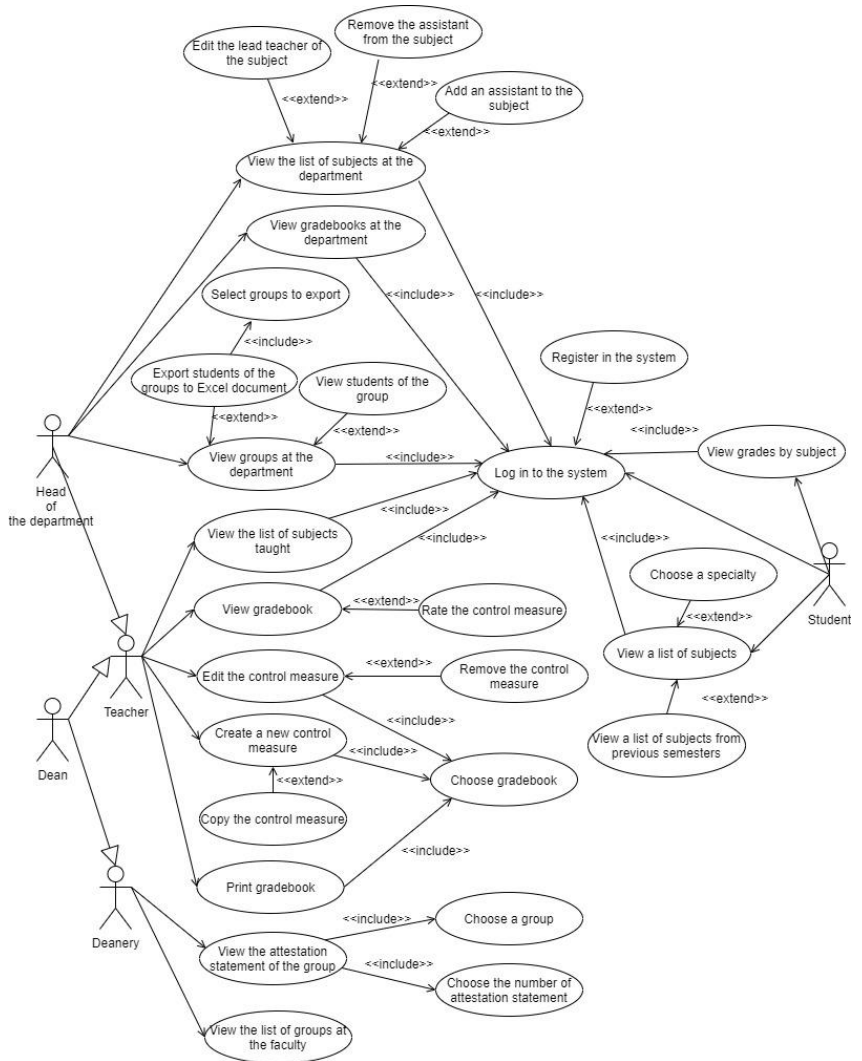 Remove the assistant
from the subject
Edit the lead teacher of
the subject
<<extend>>
<<extend>>
Add an assistant to the
subject
<<extend>>
View the list of subjects at the
department
View gradebooks at the
department
Select groups to export
<<include>>
<<include>>
<<include>>
Export students of the
groups to Excel document
View students of the
group
Register in the system
<<extend>>
<<extend>>
<<extend>>
<<include>>
View groups at the
department
<<include>>
Log in to the system
View grades by subject
Head
of
the department
View the list of subjects
taught
<<include>>
<<include>>
<<include>>
Choose a specialty
View gradebook
<<extend>>
Rate the control measure
<<extend>>
Student
View a list of subjects
Edit the control measure
<<extend>>
Remove the control
measure
<<extend>>
Teacher
Create a new control
measure
<<include>>
<<include>>
View a list of subjects from
previous semesters
Dean
<<extend>>
Choose gradebook
Copy the control measure
<<include>>
Print gradebook
Deanery
<<include>>
Choose a group
View the attestation
statement of the group
<<include>>
Choose the number of
attestation statement
View the list of groups at
the faculty